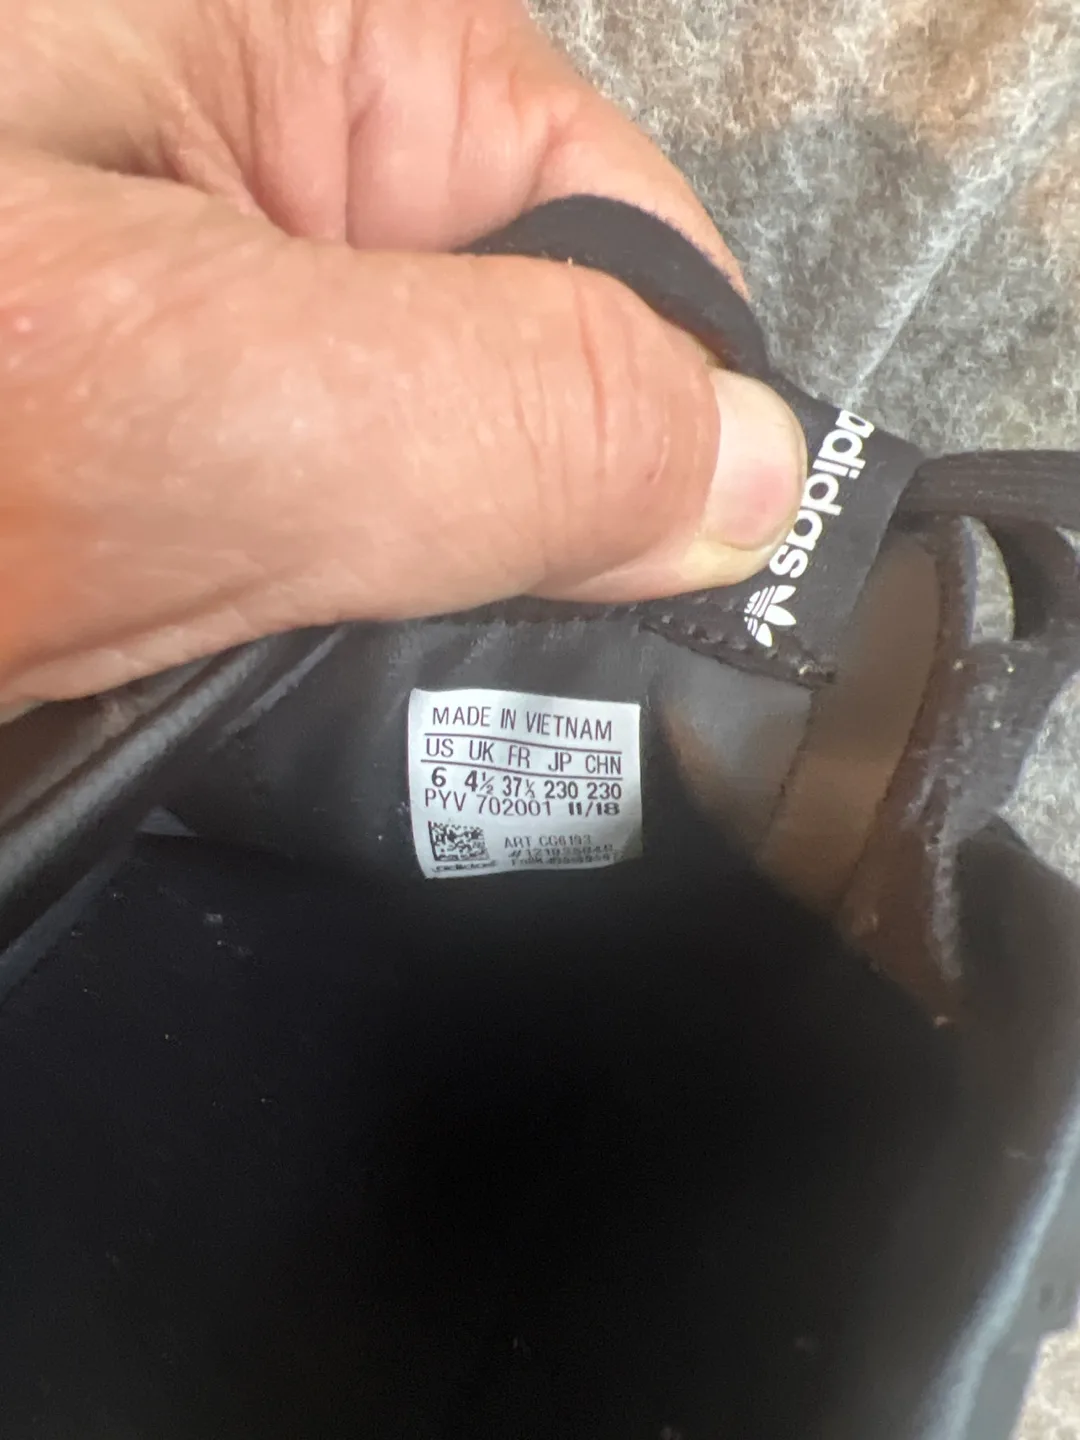 adidas
MADE IN VIETNAM
US UK FR JP CHN
6 4½ 37⅓ 230 230
PYV 702001 11/18
ART CG6193
adidas